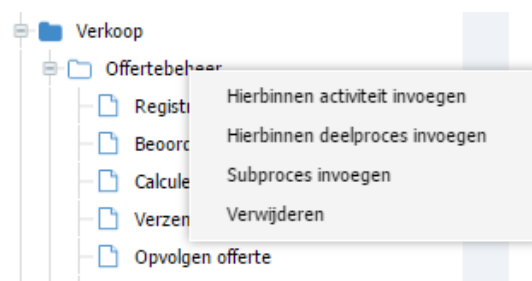 Verkoop
Offertebeheer
Hierbinnen activiteit invoegen
Hierbinnen deelproces invoegen
Subproces invoegen
Verwijderen
Opvolgen offerte